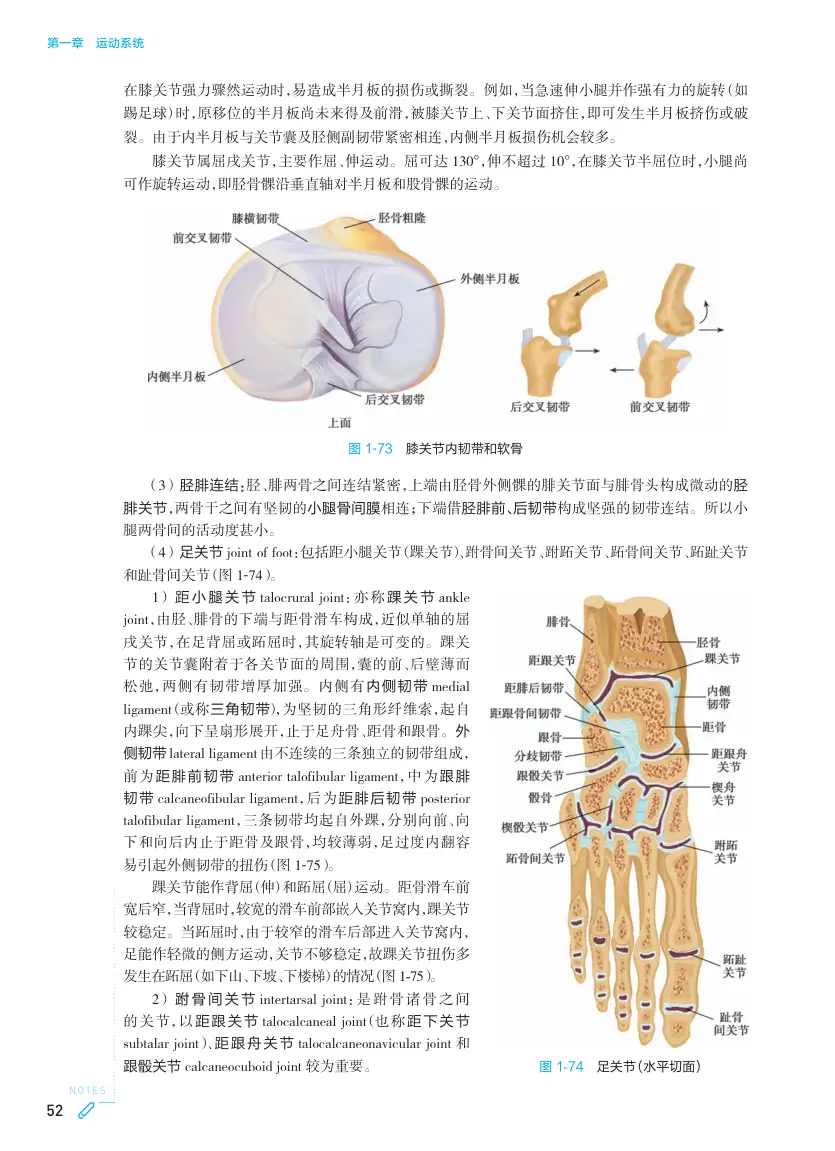 第一章 运动系统
在膝关节强力骤然运动时,易造成半月板的损伤或撕裂。例如,当急速伸小腿并作强有力的旋转(如
踢足球)时,原移位的半月板尚未来得及前滑,被膝关节上、下关节面挤住,即可发生半月板挤伤或破
裂。由于内半月板与关节囊及胫侧副韧带紧密相连,内侧半月板损伤机会较多。
膝关节属屈戌关节,主要作屈、伸运动。屈可达 130°,伸不超过 10°,在膝关节半屈位时,小腿尚
可作旋转运动,即胫骨髁沿垂直轴对半月板和股骨髁的运动。
膝横韧带
胫骨粗隆
前交叉韧带
外侧半月板
内侧半月板
后交叉韧带
上面
后交叉韧带
前交叉韧带
图 1-73 膝关节内韧带和软骨
(3)胫腓连结:胫、腓两骨之间连结紧密,上端由胫骨外侧髁的腓关节面与腓骨头构成微动的胫
腓关节,两骨干之间有坚韧的小腿骨间膜相连;下端借胫腓前、后韧带构成坚强的韧带连结。所以小
腿两骨间的活动度甚小。
(4)足关节 joint of foot:包括距小腿关节(踝关节)、跗骨间关节、跗跖关节、跖骨间关节、跖趾关节
和趾骨间关节(图 1-74)。
1)距小腿关节 talocrural joint:亦称踝关节 ankle
joint,由胫、腓骨的下端与距骨滑车构成,近似单轴的屈
戌关节,在足背屈或跖屈时,其旋转轴是可变的。踝关
节的关节囊附着于各关节面的周围,囊的前、后壁薄而
松弛,两侧有韧带增厚加强。内侧有内侧韧带 medial
ligament(或称三角韧带),为坚韧的三角形纤维索,起自
内踝尖,向下呈扇形展开,止于足舟骨、距骨和跟骨。外
侧韧带 lateral ligament 由不连续的三条独立的韧带组成,
前为距腓前韧带 anterior talofibular ligament,中为跟腓
韧带 calcaneofibular ligament,后为距腓后韧带 posterior
talofibular ligament,三条韧带均起自外踝,分别向前、向
下和向后内止于距骨及跟骨,均较薄弱,足过度内翻容
易引起外侧韧带的扭伤(图 1-75)。
踝关节能作背屈(伸)和跖屈(屈)运动。距骨滑车前
宽后窄,当背屈时,较宽的滑车前部嵌入关节窝内,踝关节
较稳定。当跖屈时,由于较窄的滑车后部进入关节窝内,
足能作轻微的侧方运动,关节不够稳定,故踝关节扭伤多
发生在跖屈(如下山、下坡、下楼梯)的情况(图 1-75)。
2)跗骨间关节 intertarsal joint:是跗骨诸骨之间
的关节,以距跟关节 talocalcaneal joint(也称距下关节
subtalar joint)、距跟舟关节 talocalcaneonavicular joint 和
跟骰关节 calcaneocuboid joint 较为重要。
腓骨
距跟关节
距腓后韧带
距跟骨间韧带
跟骨
分歧韧带
跟骰关节
骰骨
楔骰关节
跖骨间关节
胫骨
踝关节
内侧
韧带
距骨
距跟舟
关节
楔舟
关节
跗跖
关节
跖趾
关节
趾骨
间关节
图 1-74 足关节(水平切面)
NOTES
52